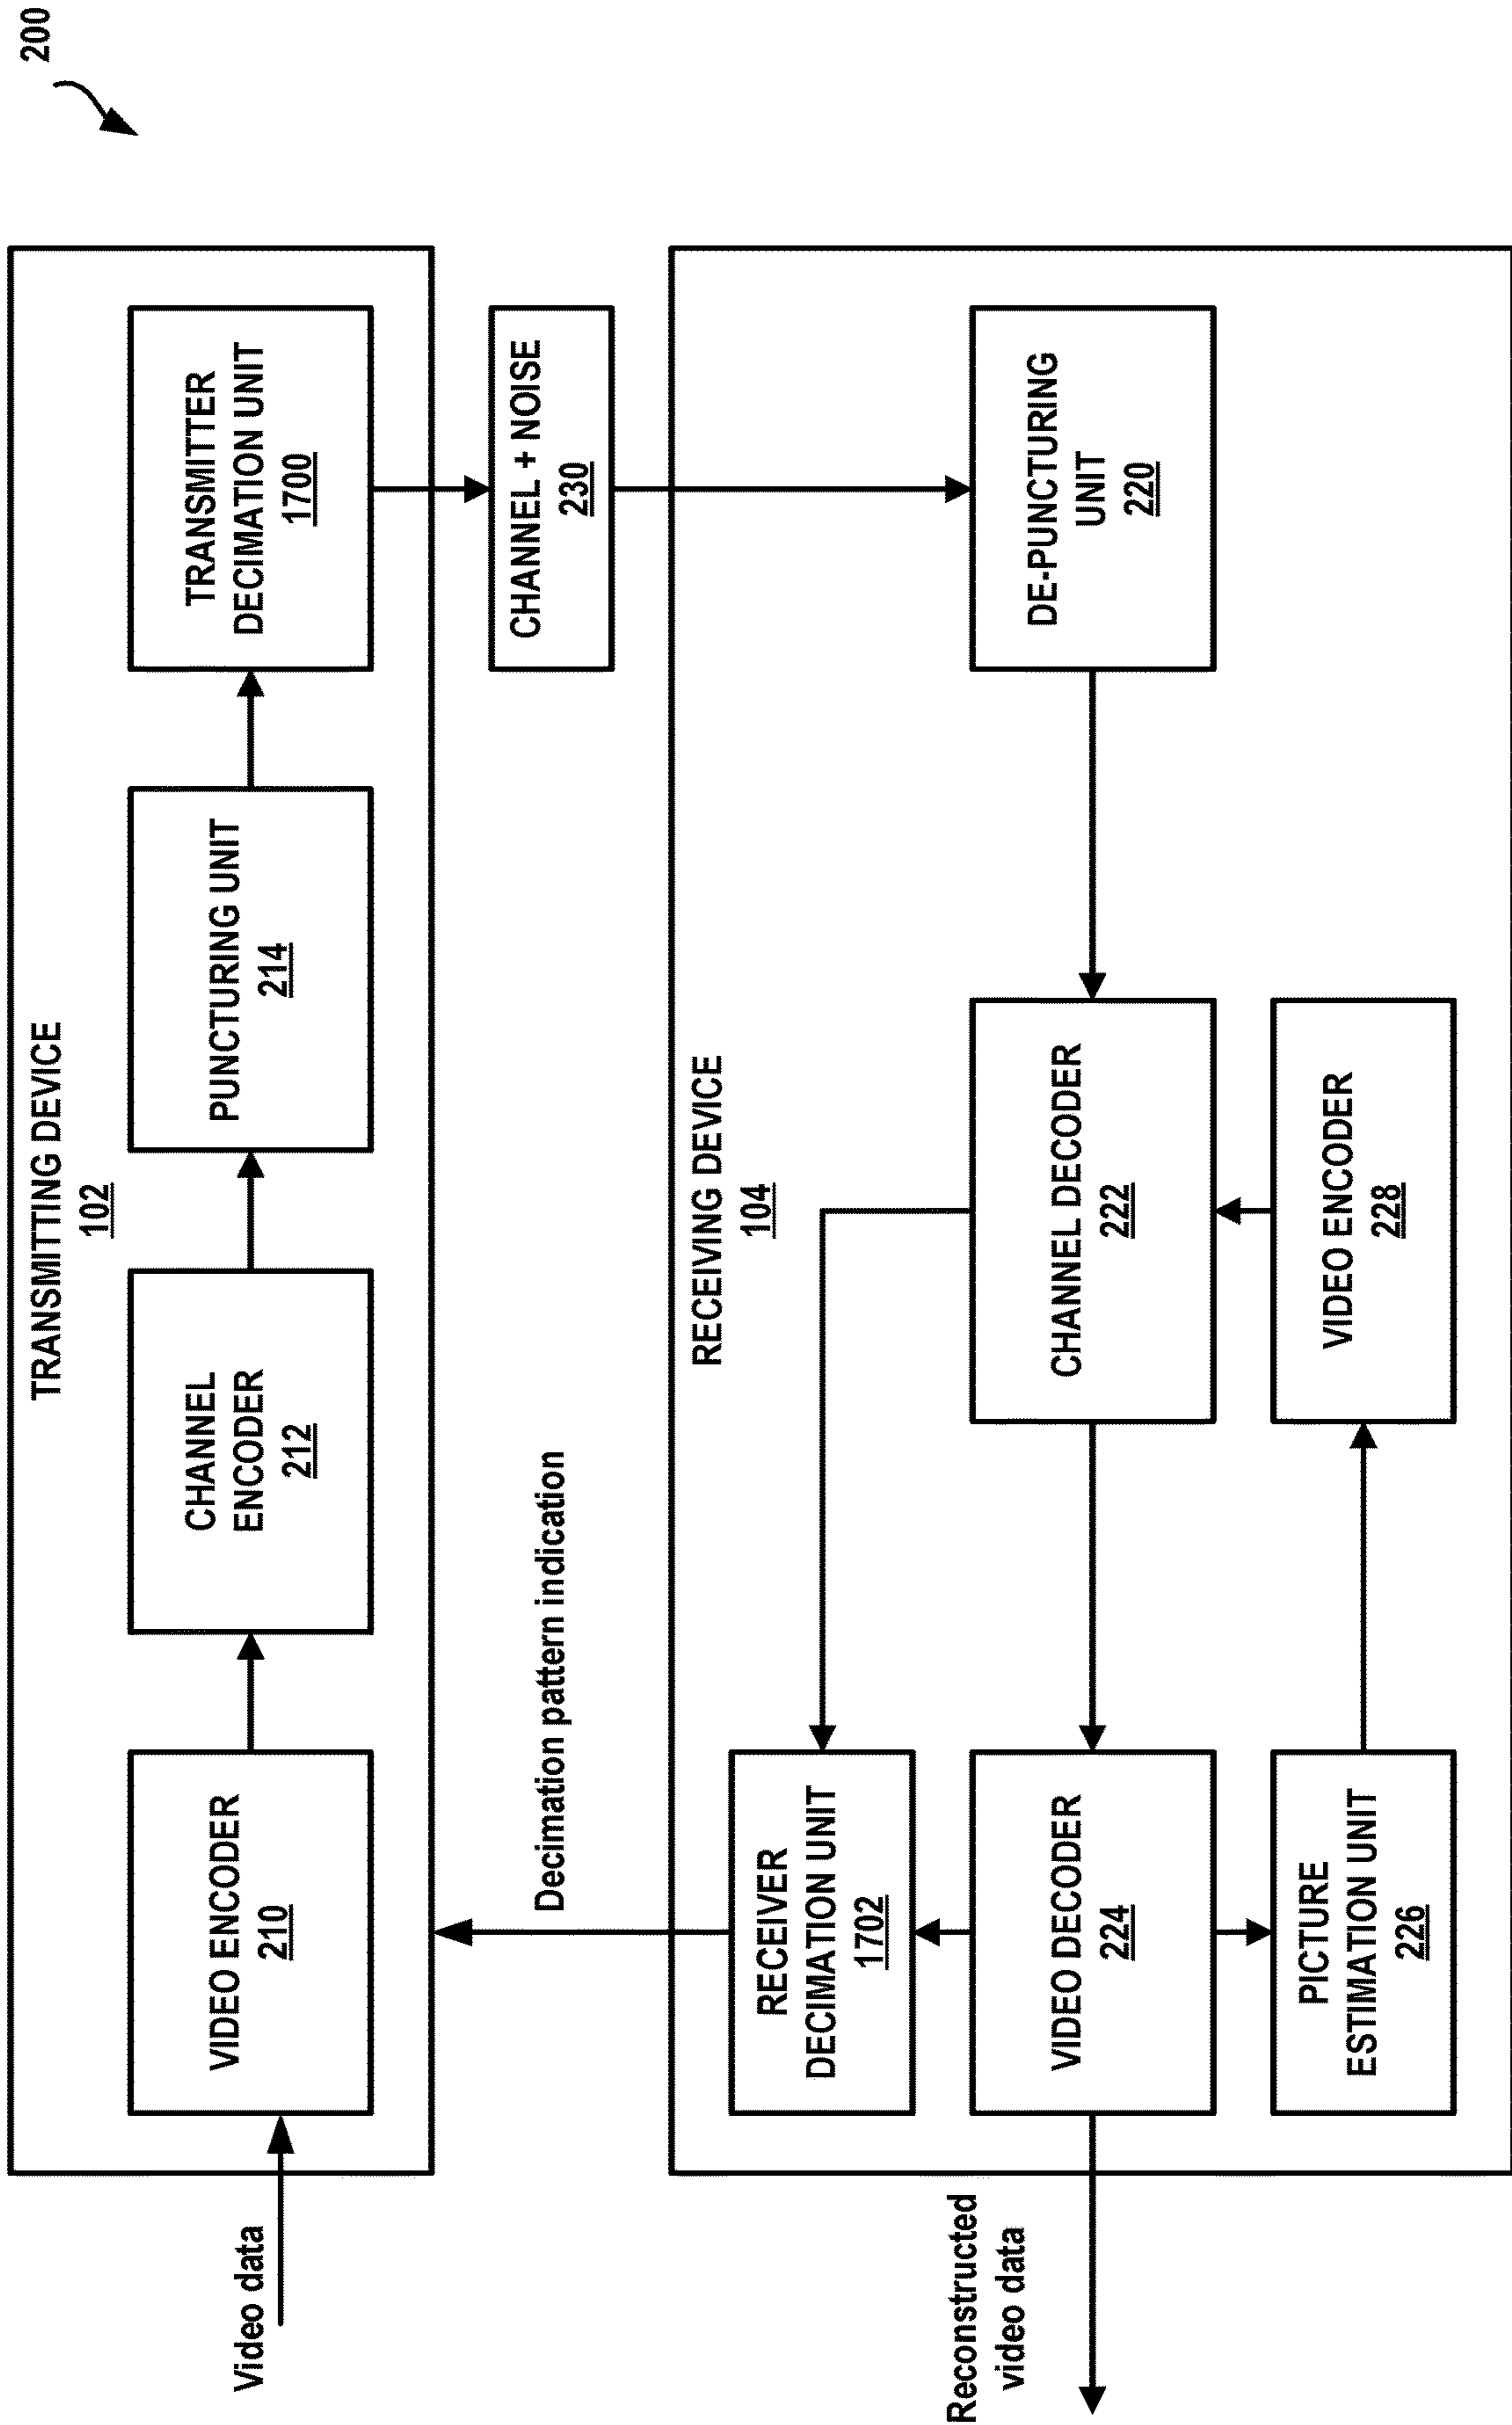 200
TRANSMITTING DEVICE
102
Video data
VIDEO ENCODER
210
CHANNEL
ENCODER
212
PUNCTURING UNIT
214
TRANSMITTER
DECIMATION UNIT
1700
Decimation pattern indication
CHANNEL + NOISE
230
RECEIVING DEVICE
104
RECEIVER
DECIMATION UNIT
1702
Reconstructed
video data
VIDEO DECODER
224
CHANNEL DECODER
222
DE-PUNCTURING
UNIT
220
PICTURE
ESTIMATION UNIT
226
VIDEO ENCODER
228